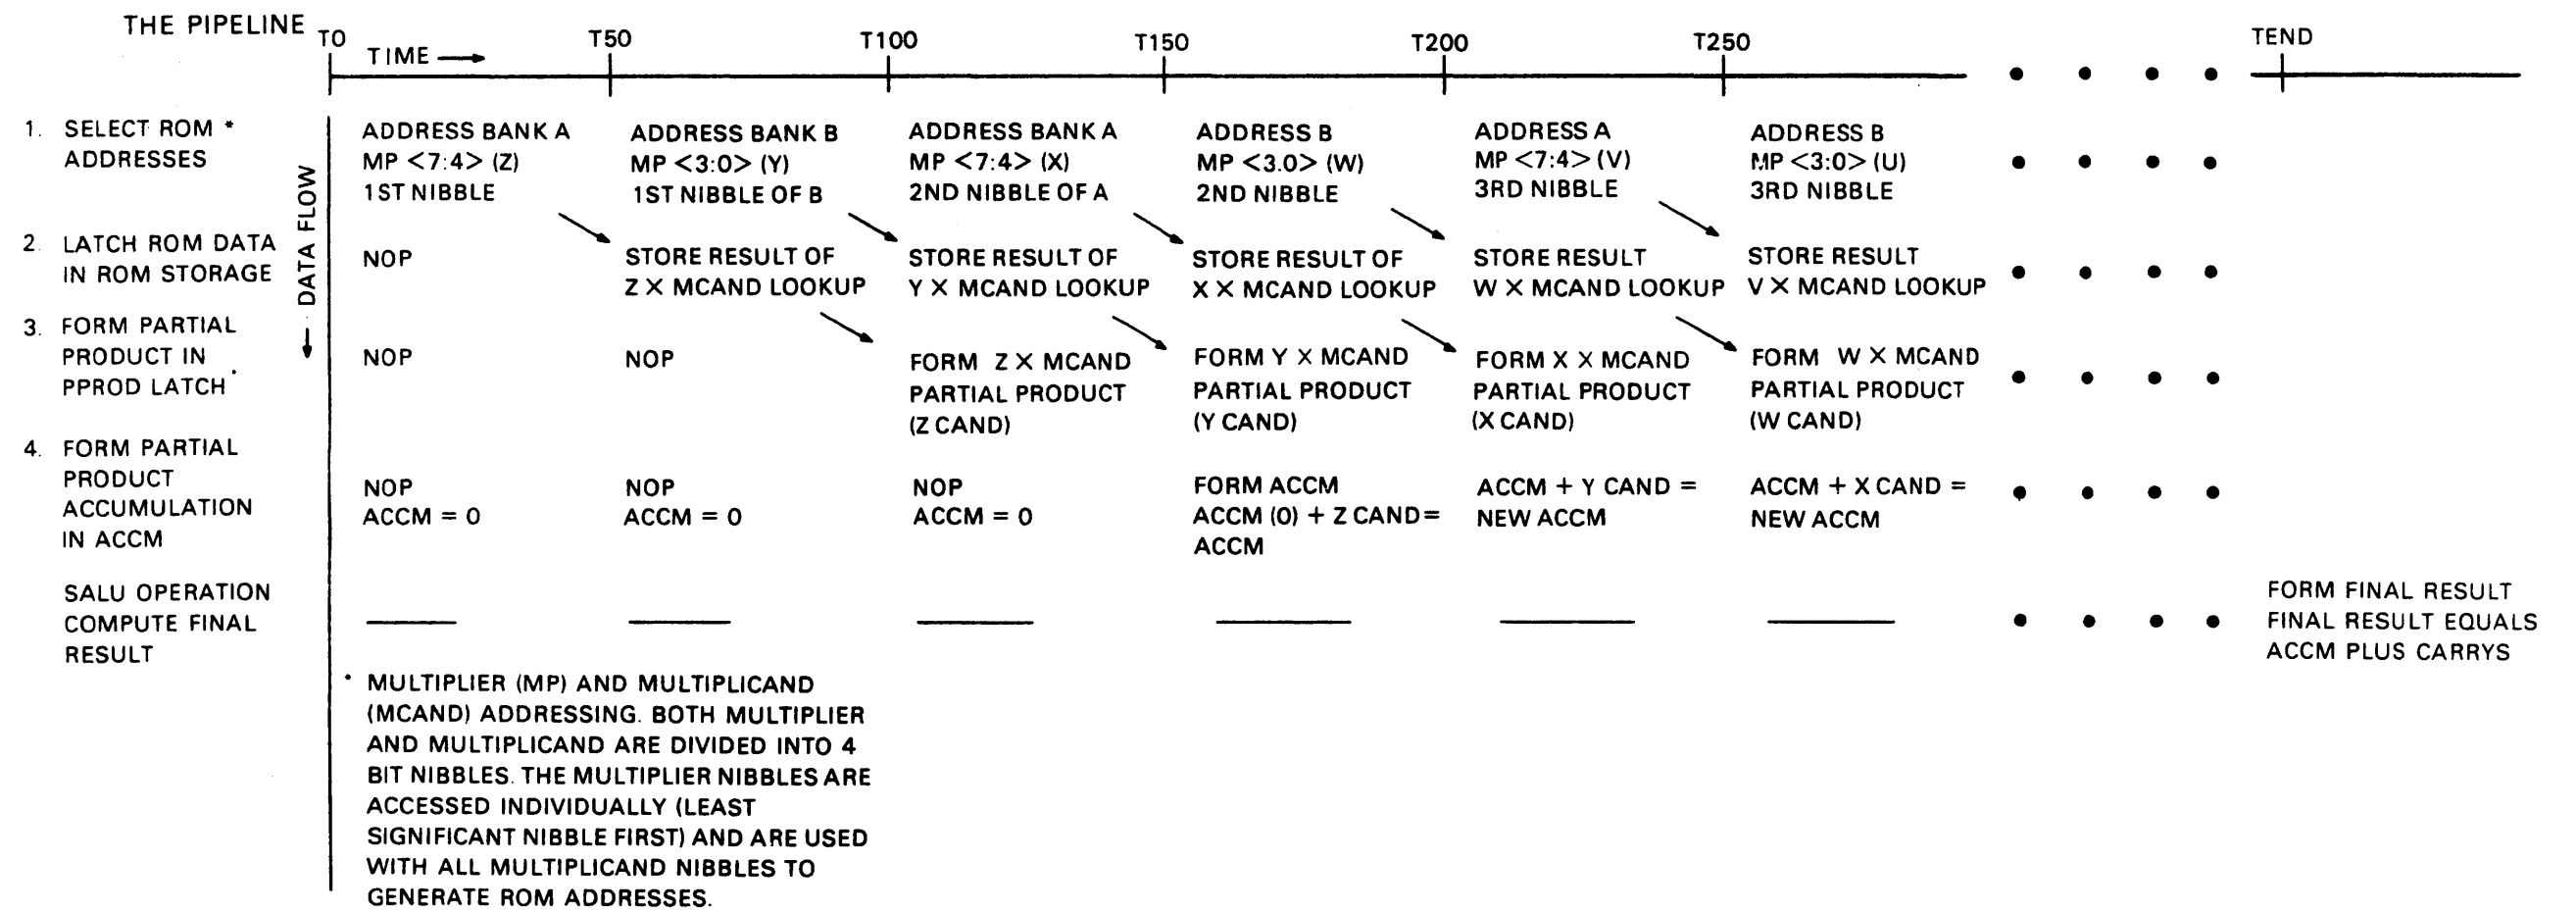 THE PIPELINE
T0 T50 T100 T150 T200 T250 TEND
TIME
1. SELECT ROM *
ADDRESSES
ADDRESS BANK A
MP <7:4> (Z)
1ST NIBBLE
ADDRESS BANK B
MP <3:0> (Y)
1ST NIBBLE OF B
ADDRESS BANK A
MP <7:4> (X)
2ND NIBBLE OF A
ADDRESS B
MP <3.0> (W)
2ND NIBBLE
ADDRESS A
MP <7:4> (V)
3RD NIBBLE
ADDRESS B
MP <3:0> (U)
3RD NIBBLE
DATA FLOW
2. LATCH ROM DATA
IN ROM STORAGE
NOP
STORE RESULT OF
Z X MCAND LOOKUP
STORE RESULT OF
Y X MCAND LOOKUP
STORE RESULT OF
X X MCAND LOOKUP
STORE RESULT
W X MCAND LOOKUP
STORE RESULT
V X MCAND LOOKUP
3. FORM PARTIAL
PRODUCT IN
PPROD LATCH
NOP
NOP
FORM Z X MCAND
PARTIAL PRODUCT
(Z CAND)
FORM Y X MCAND
PARTIAL PRODUCT
(Y CAND)
FORM X X MCAND
PARTIAL PRODUCT
(X CAND)
FORM W X MCAND
PARTIAL PRODUCT
(W CAND)
4. FORM PARTIAL
PRODUCT
ACCUMULATION
IN ACCM
NOP
ACCM = 0
NOP
ACCM = 0
NOP
ACCM = 0
FORM ACCM
ACCM (0) + Z CAND=
ACCM
ACCM + Y CAND =
NEW ACCM
ACCM + X CAND =
NEW ACCM
SALU OPERATION
COMPUTE FINAL
RESULT
FORM FINAL RESULT
FINAL RESULT EQUALS
ACCM PLUS CARRYS
* MULTIPLIER (MP) AND MULTIPLICAND
(MCAND) ADDRESSING. BOTH MULTIPLIER
AND MULTIPLICAND ARE DIVIDED INTO 4
BIT NIBBLES. THE MULTIPLIER NIBBLES ARE
ACCESSED INDIVIDUALLY (LEAST
SIGNIFICANT NIBBLE FIRST) AND ARE USED
WITH ALL MULTIPLICAND NIBBLES TO
GENERATE ROM ADDRESSES.